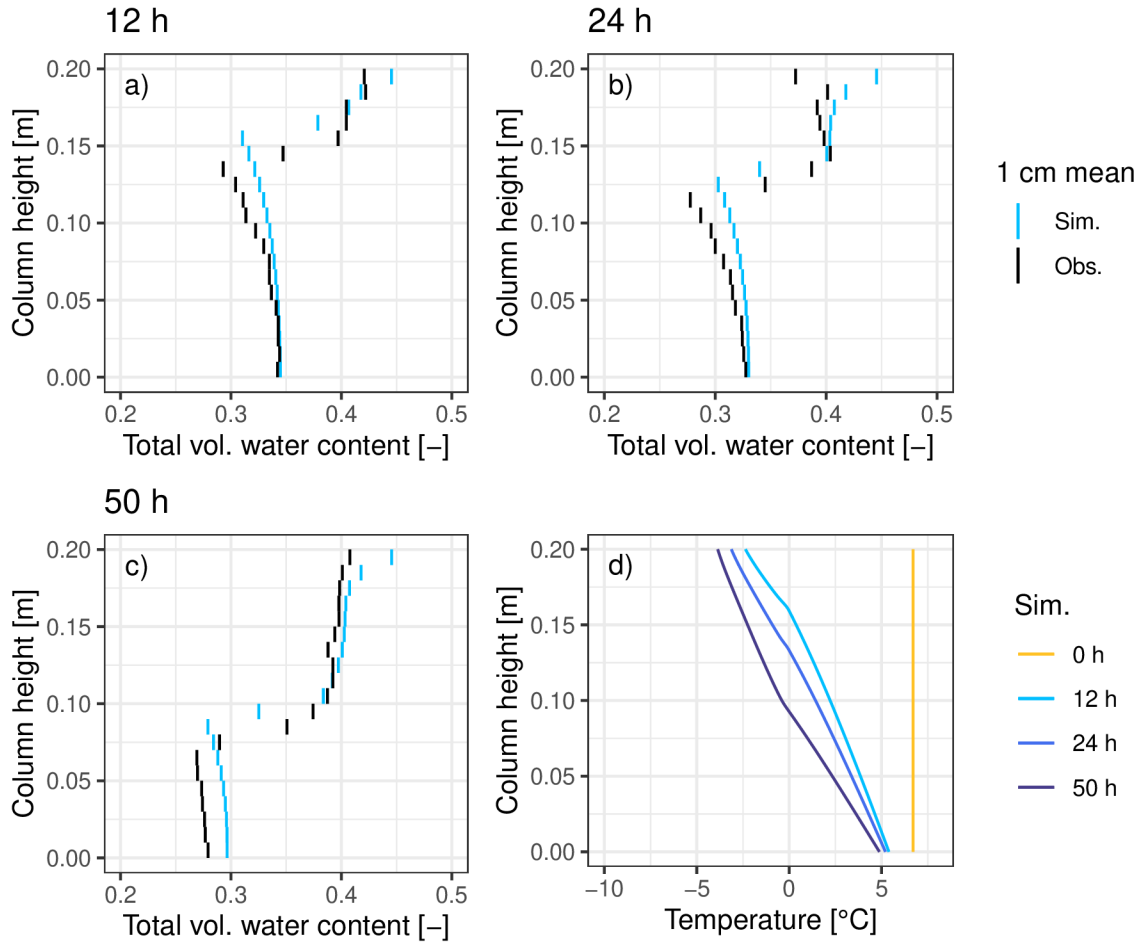 12 h
24 h
a)
b)
0.20
0.15
0.10
0.05
0.00
Column height [m]
0.2 0.3 0.4 0.5
Total vol. water content [−]
0.20
0.15
0.10
0.05
0.00
Column height [m]
0.2 0.3 0.4 0.5
Total vol. water content [−]
1 cm mean
Sim.
Obs.
50 h
c)
d)
0.20
0.15
0.10
0.05
0.00
Column height [m]
0.2 0.3 0.4 0.5
Total vol. water content [−]
0.20
0.15
0.10
0.05
0.00
Column height [m]
−10 −5 0 5
Temperature [°C]
Sim.
0 h
12 h
24 h
50 h